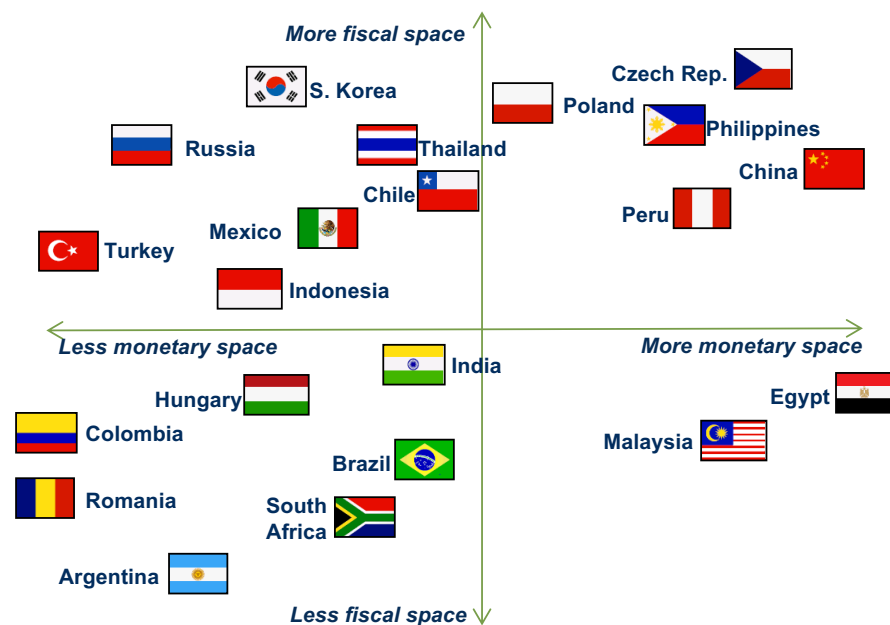 More fiscal space
Czech Rep.
S. Korea
Poland
Philippines
Russia
Thailand
China
Chile
Peru
Mexico
Turkey
Indonesia
Less monetary space
More monetary space
India
Hungary
Egypt
Colombia
Malaysia
Brazil
Romania
South
Africa
Argentina
Less fiscal space